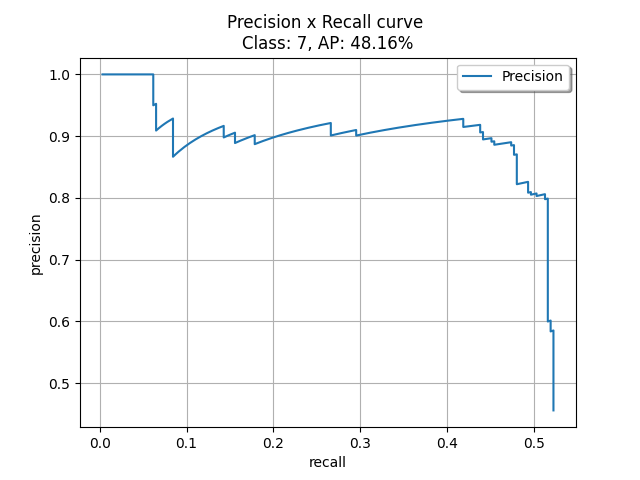 Precision x Recall curve
Class: 7, AP: 48.16%
Precision
1.0
0.9
0.8
0.7
0.6
0.5
precision
0.0 0.1 0.2 0.3 0.4 0.5
recall